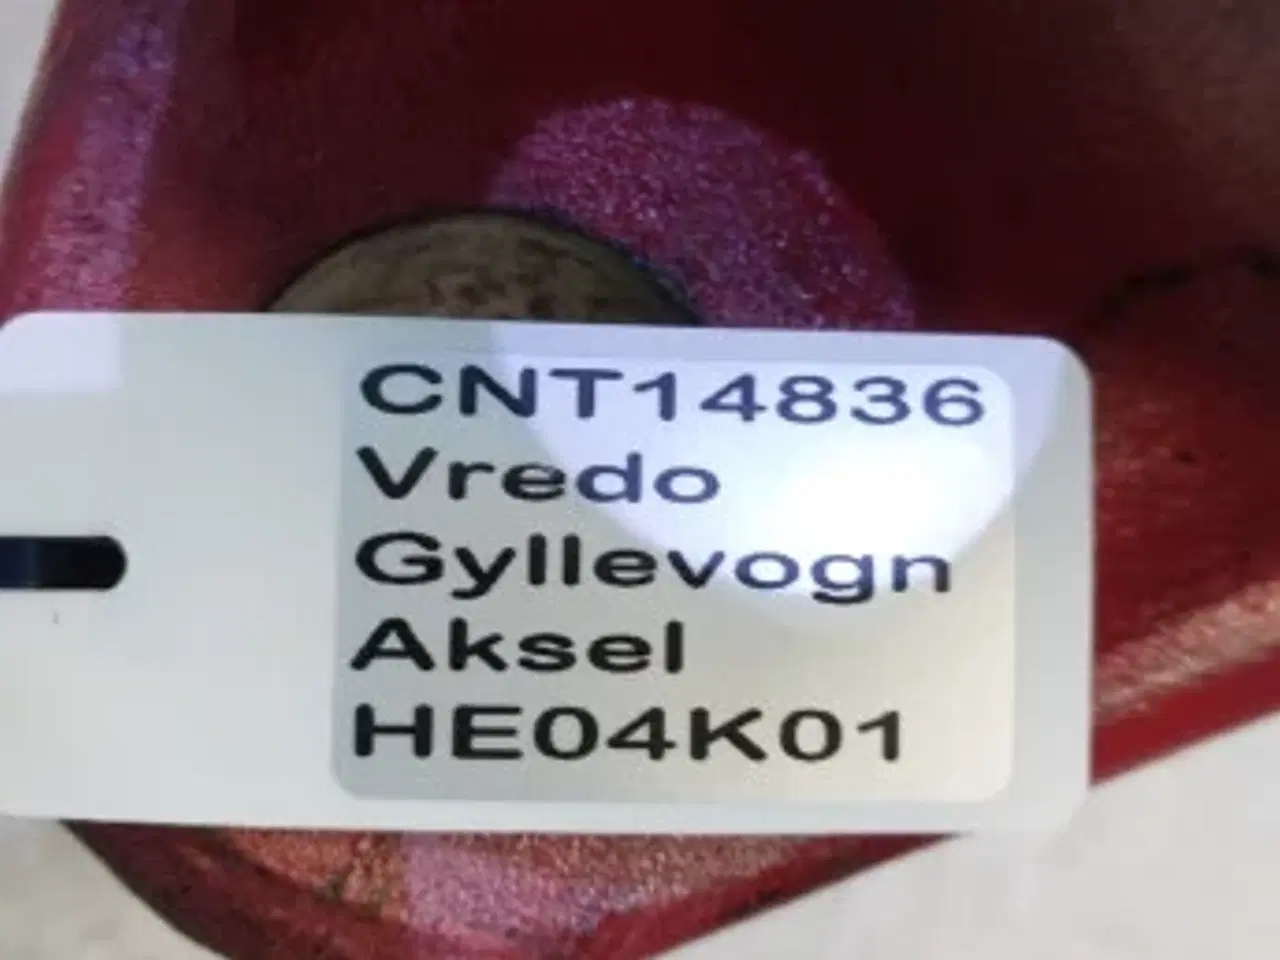 CNT14836
Vredo
Gyllevogn
Aksel
HE04K01